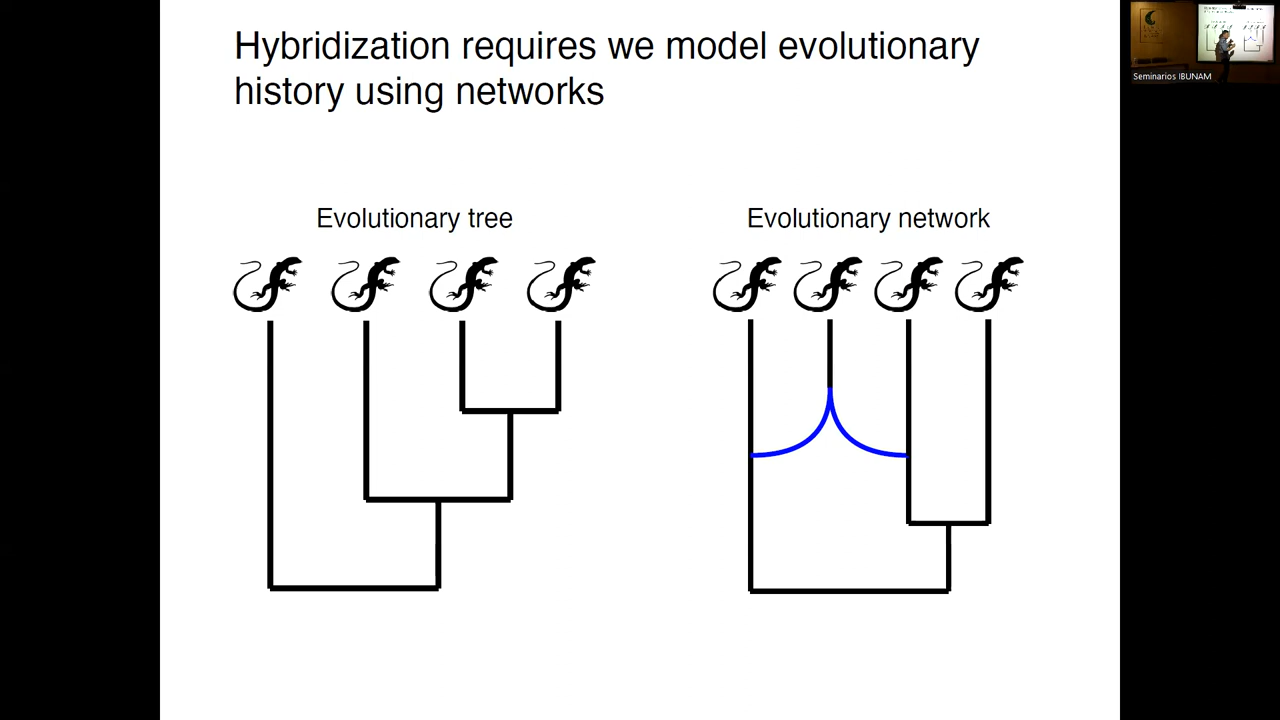 Hybridization requires we model evolutionary
history using networks
Evolutionary tree
Evolutionary network
Seminarios IBUNAM